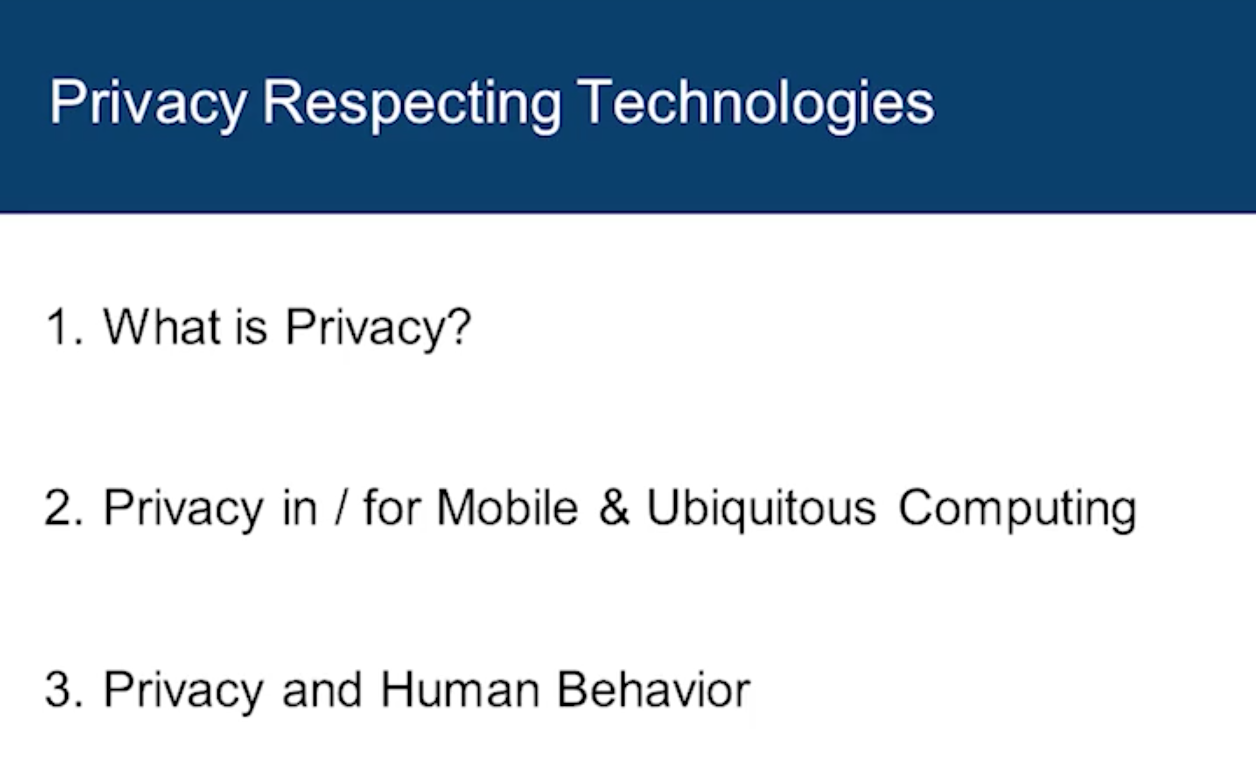 Privacy Respecting Technologies
1. What is Privacy?
2. Privacy in / for Mobile & Ubiquitous Computing
3. Privacy and Human Behavior